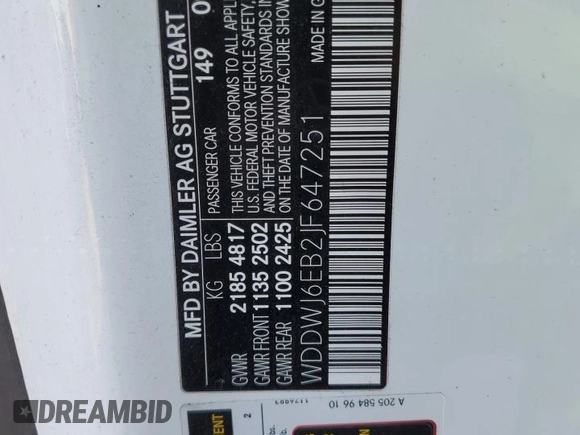 MFD BY DAIMLER AG STUTTGART
KG LBS PASSENGER CAR 149 0
GVWR 2185 4817
GAWR FRONT 1135 2502
GAWR REAR 1100 2425
THIS VEHICLE CONFORMS TO ALL APPL
U.S. FEDERAL MOTOR VEHICLE SAFETY,
AND THEFT PREVENTION STANDARDS IN
ON THE DATE OF MANUFACTURE SHOW
WDDWJ6EB2JF647251 MADE IN G
A 205 584 96 10
2
DREAMBID